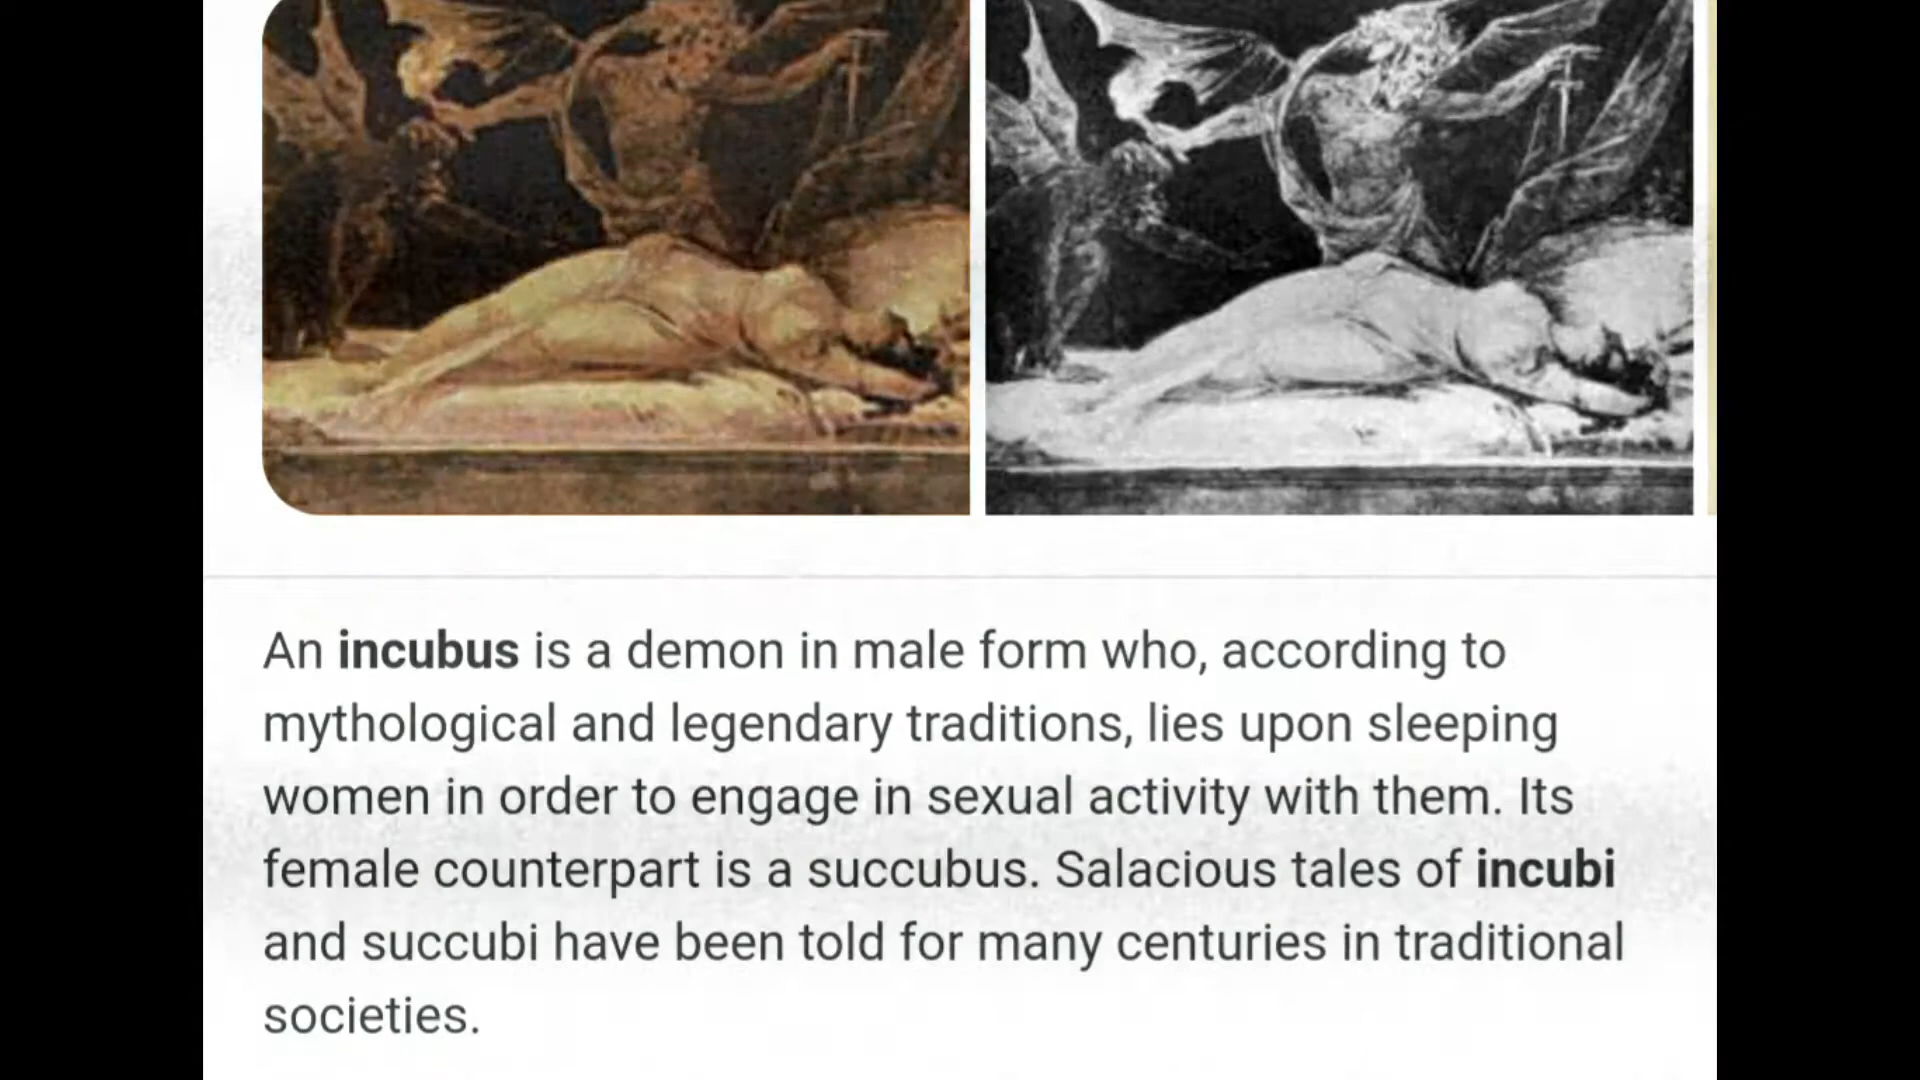 An incubus is a demon in male form who, according to
mythological and legendary traditions, lies upon sleeping
women in order to engage in sexual activity with them. Its
female counterpart is a succubus. Salacious tales of incubi
and succubi have been told for many centuries in traditional
societies.